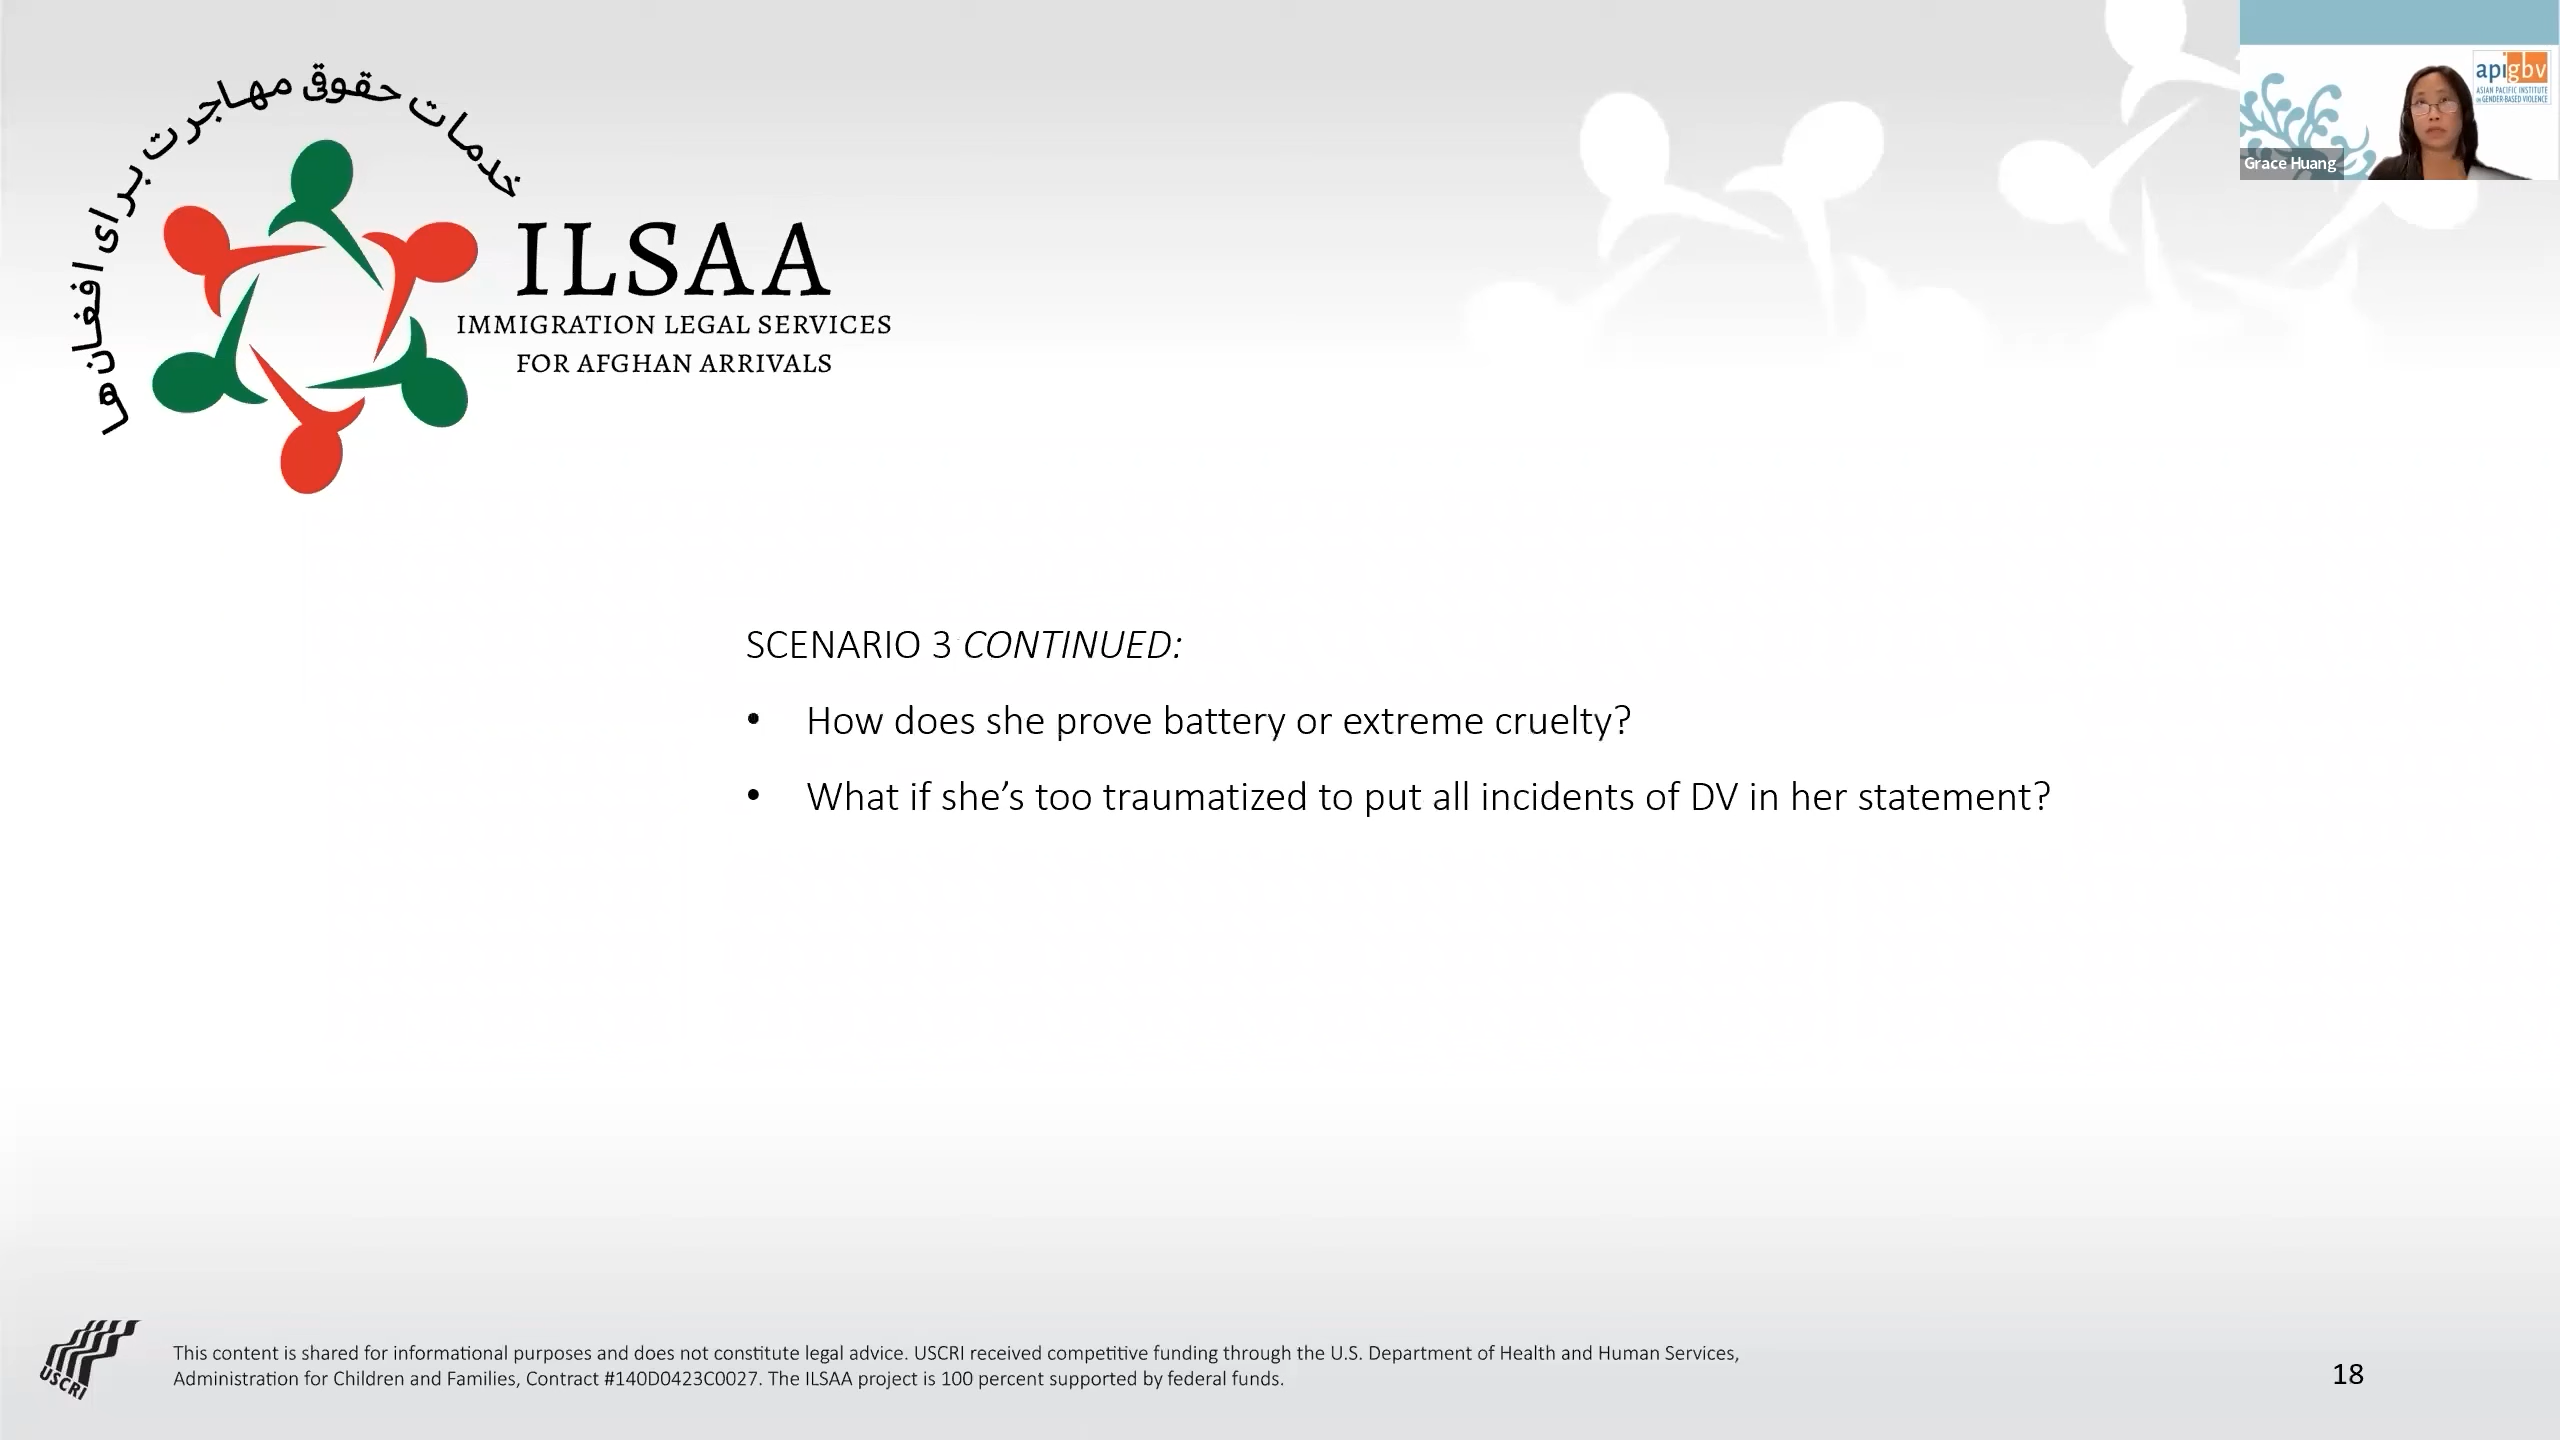 خدمات حقوقی مهاجرت برای افغان‌ها
ILSAA
IMMIGRATION LEGAL SERVICES
FOR AFGHAN ARRIVALS
apigbv
ASIAN PACIFIC INSTITUTE
on GENDER-BASED VIOLENCE
Grace Huang
SCENARIO 3 CONTINUED:
• How does she prove battery or extreme cruelty?
• What if she’s too traumatized to put all incidents of DV in her statement?
USCRI
This content is shared for informational purposes and does not constitute legal advice. USCRI received competitive funding through the U.S. Department of Health and Human Services,
Administration for Children and Families, Contract #140D0423C0027. The ILSAA project is 100 percent supported by federal funds.
18